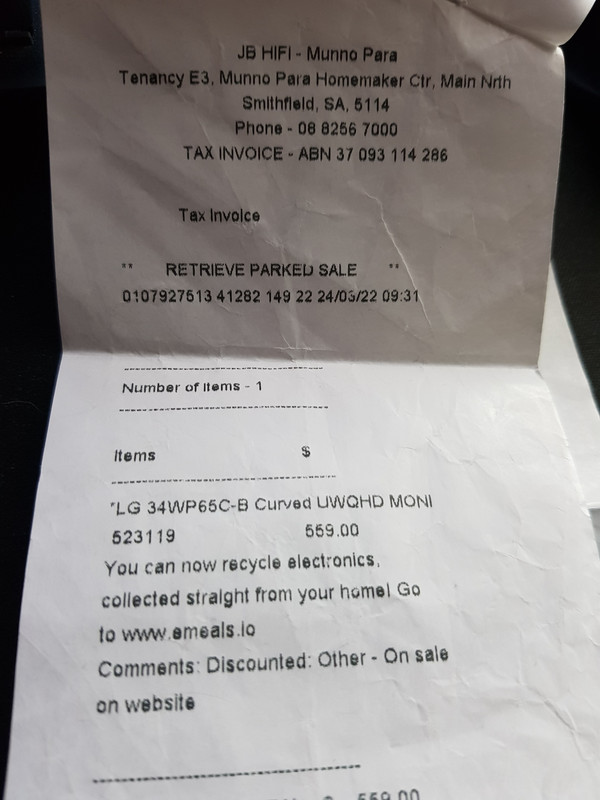 JB HIFI - Munno Para
Tenancy E3, Munno Para Homemaker Ctr, Main Nrth
Smithfield, SA, 5114
Phone - 08 8256 7000
TAX INVOICE - ABN 37 093 114 286
Tax Invoice
** RETRIEVE PARKED SALE **
0107927513 41282 149 22 24/03/22 09:31
Number of Items - 1
Items $
*LG 34WP65C-B Curved UWQHD MONI
523119 559.00
You can now recycle electronics,
collected straight from your home! Go
to www.emeals.io
Comments: Discounted: Other - On sale
on website
559.00